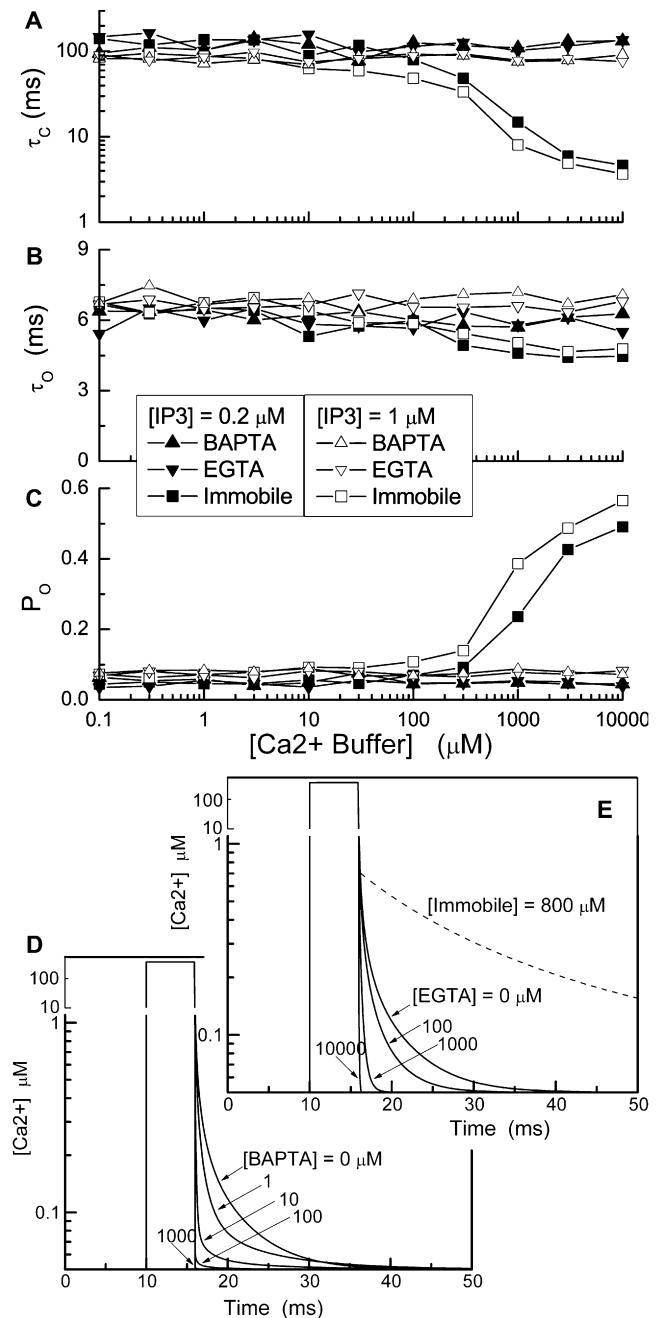 A
100
10
1
τC (ms)
B
9
6
3
0
τO (ms)
[IP3] = 0.2 μM
BAPTA
EGTA
Immobile
[IP3] = 1 μM
BAPTA
EGTA
Immobile
C
0.6
0.4
0.2
0.0
PO
0.1 1 10 100 1000 10000
[Ca2+ Buffer] (μM)
E
100
10
1
0.1
[Ca2+] μM
[Immobile] = 800 μM
[EGTA] = 0 μM
100
1000
10000
0 10 20 30 40 50
Time (ms)
D
100
10
1
0.1
[Ca2+] μM
[BAPTA] = 0 μM
1
10
100
1000
0 10 20 30 40 50
Time (ms)